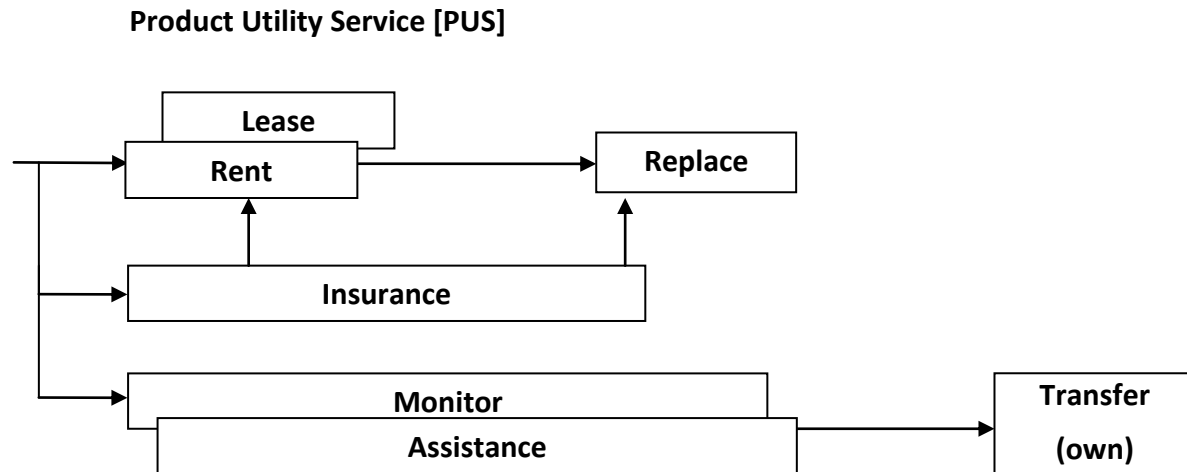 Product Utility Service [PUS]
Lease
Rent
Replace
Insurance
Monitor
Assistance
Transfer
(own)